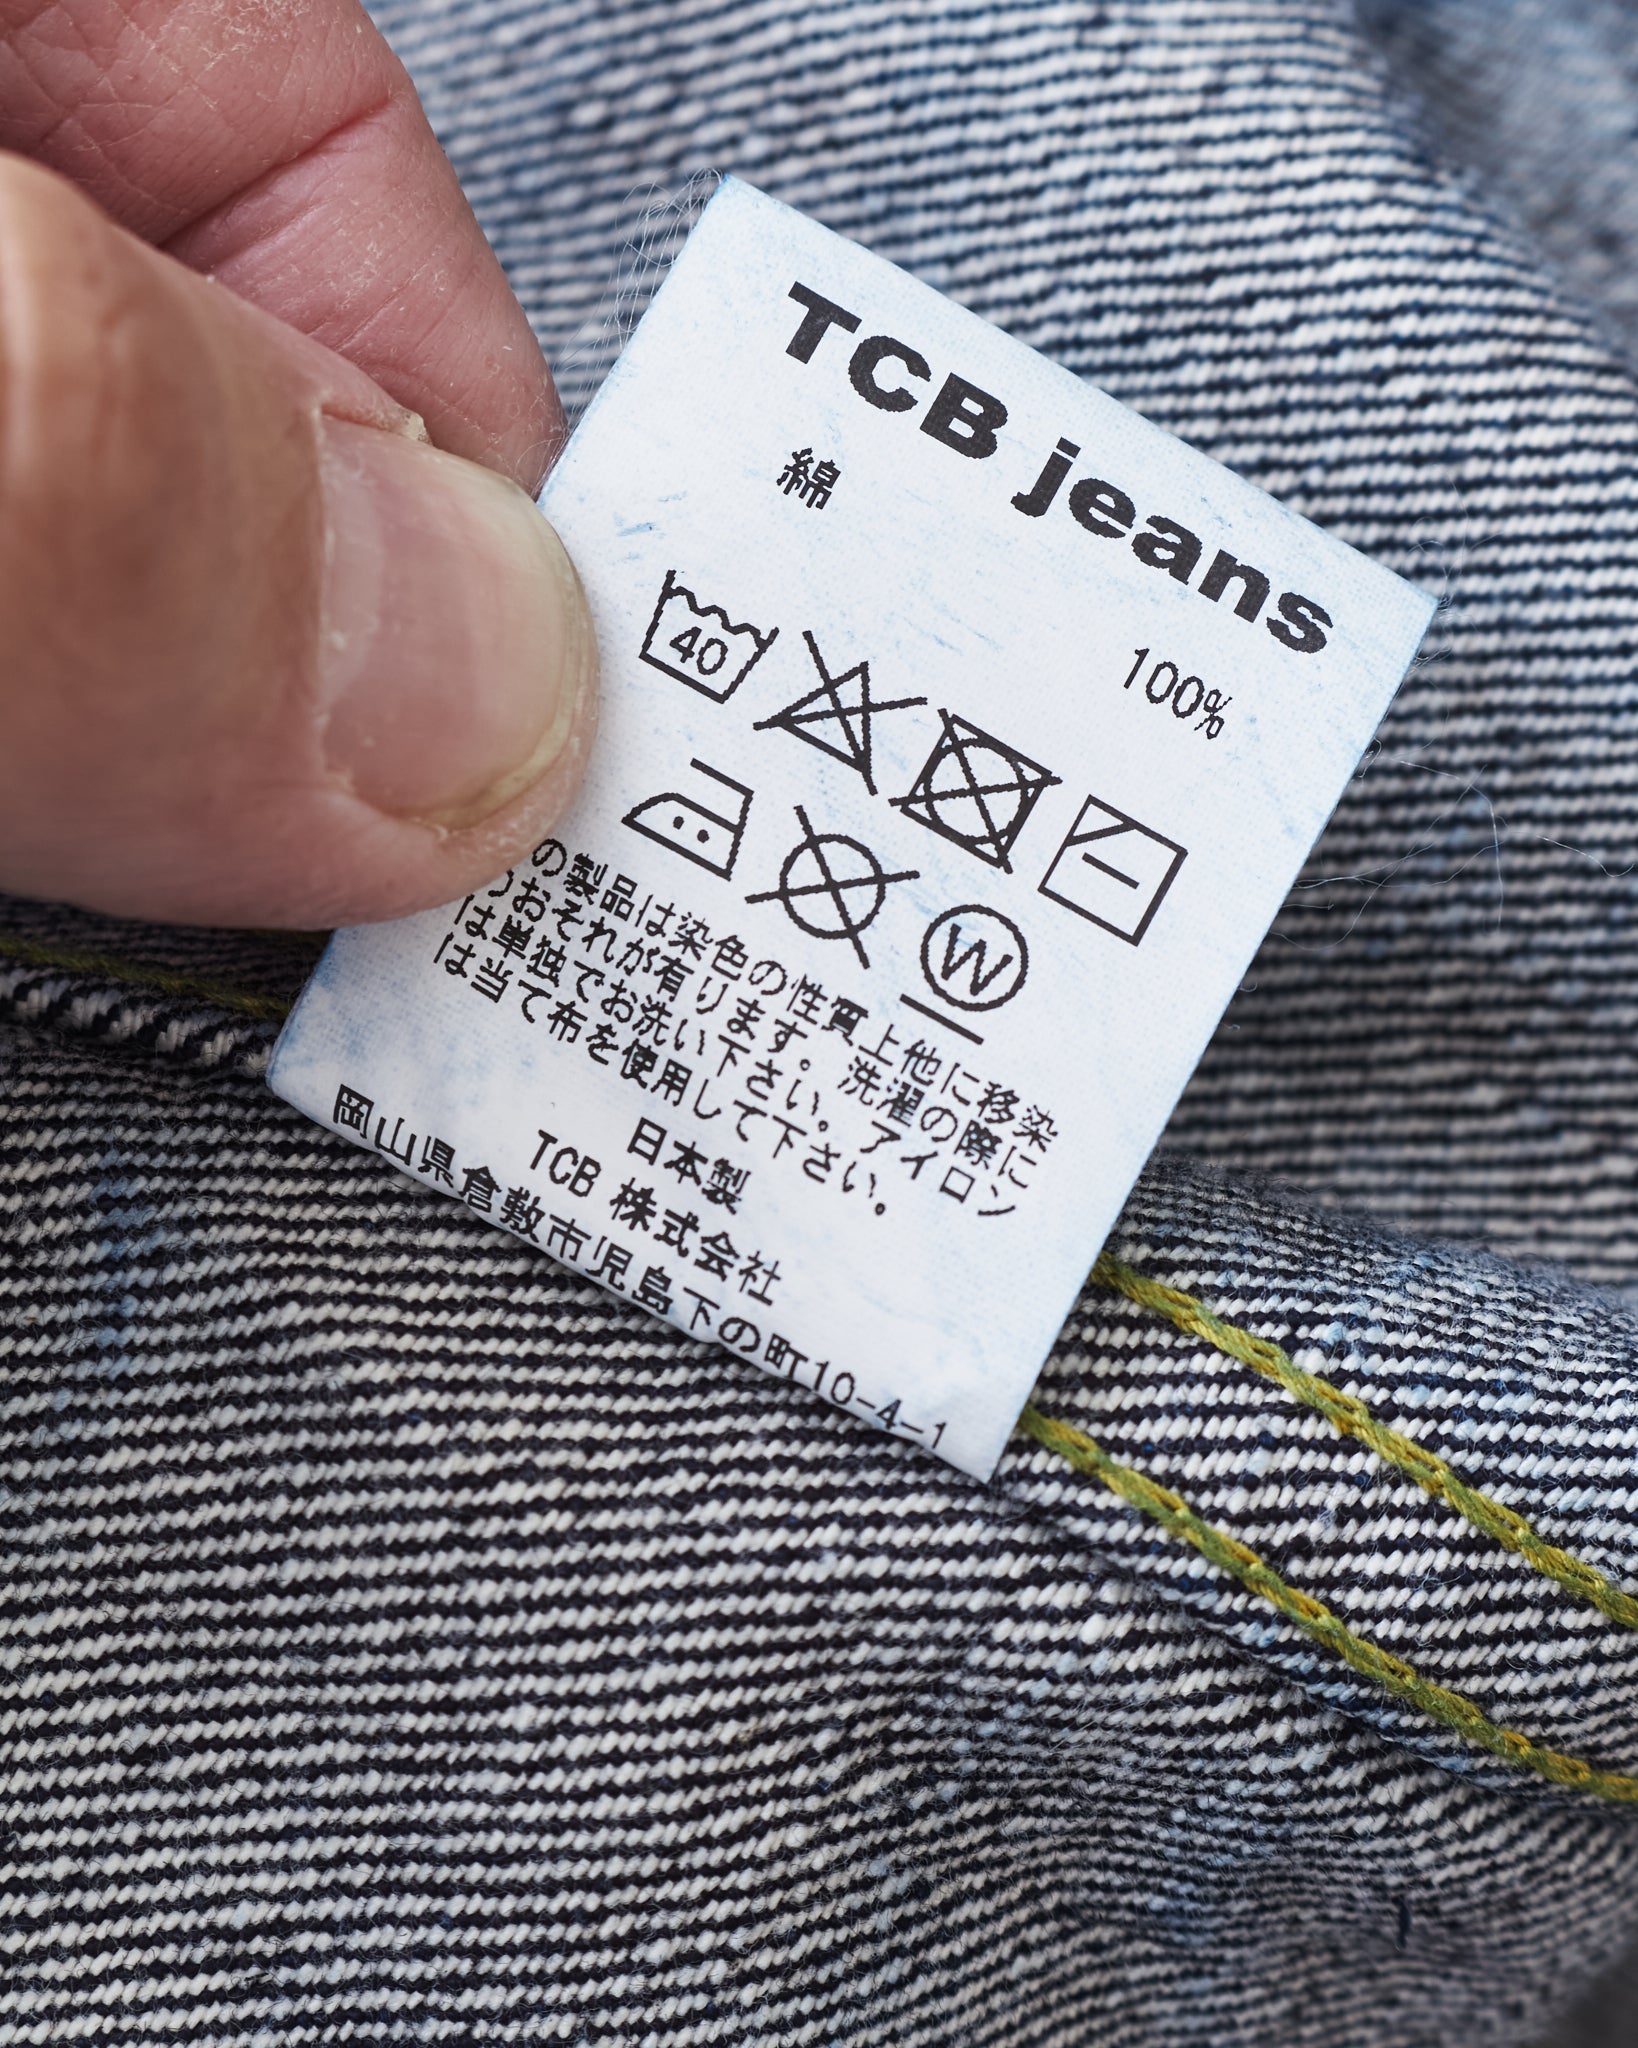 TCB jeans
綿 100%
40
W
の製品は染色の性質上他に移染
のおそれが有ります。洗濯の際に
は単独でお洗い下さい。アイロン
は当て布を使用して下さい。
日本製
TCB 株式会社
岡山県倉敷市児島下の町10-4-1